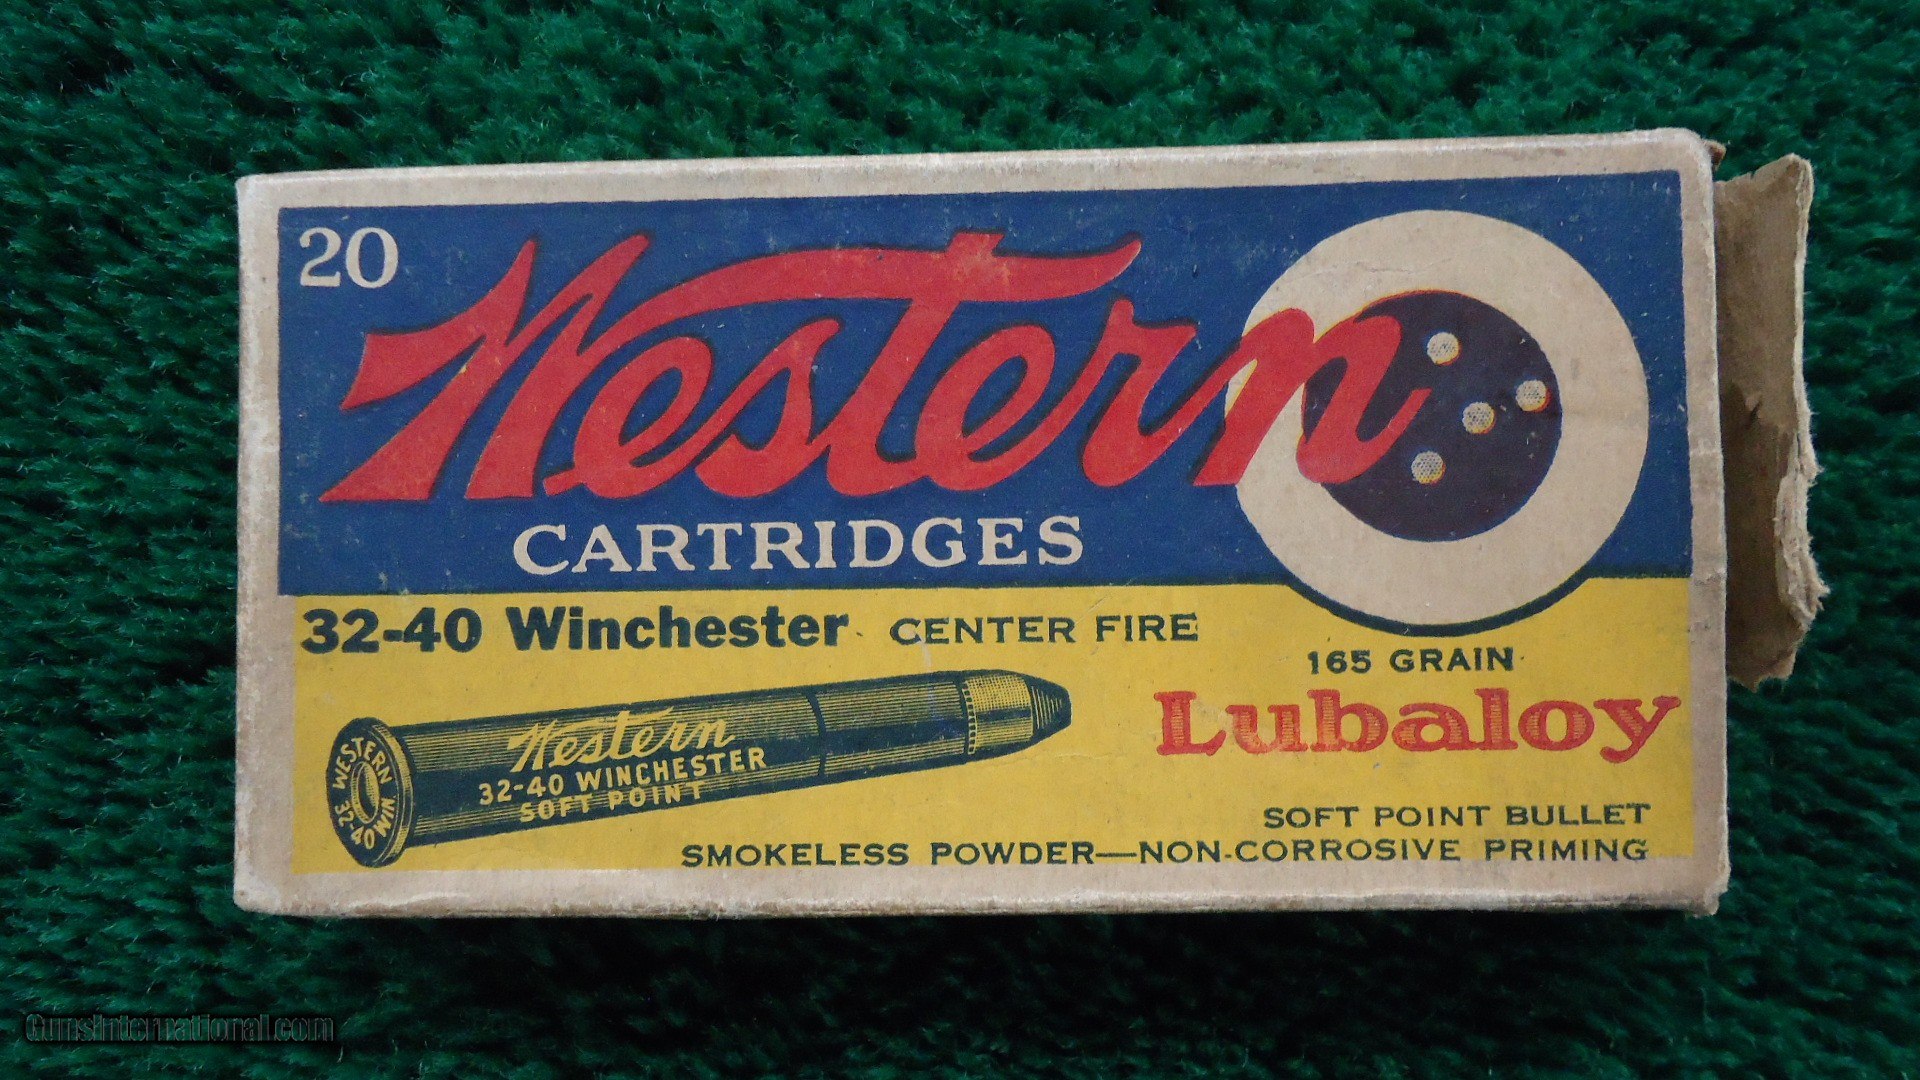 20
Western
CARTRIDGES
32-40 Winchester CENTER FIRE
165 GRAIN
Lubaloy
Western
32-40 WINCHESTER
SOFT POINT
WESTERN
32-40 WIN
SOFT POINT BULLET
SMOKELESS POWDER—NON-CORROSIVE PRIMING
GunsInternational.com